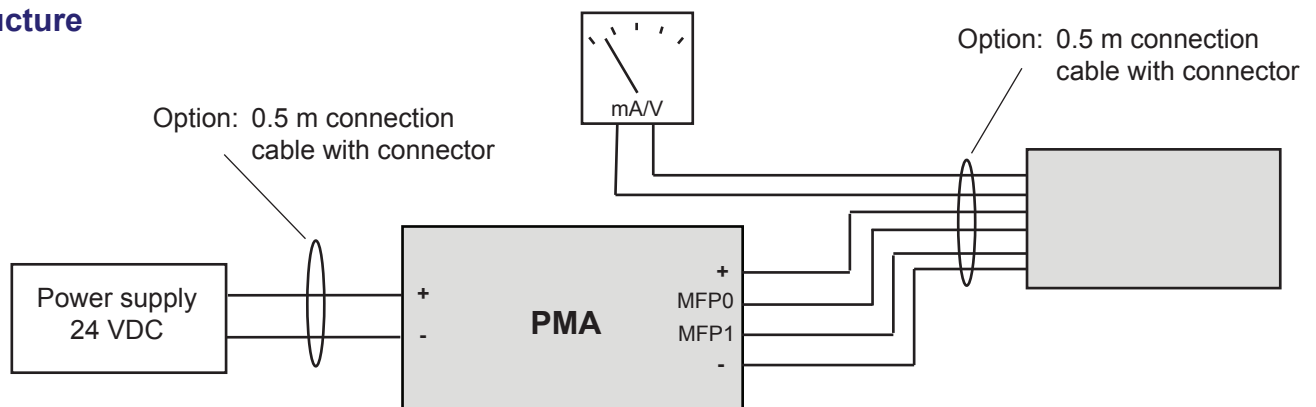 ucture
Option: 0.5 m connection
cable with connector
mA/V
Option: 0.5 m connection
cable with connector
Power supply
24 VDC
+
-
PMA
+
MFP0
MFP1
-